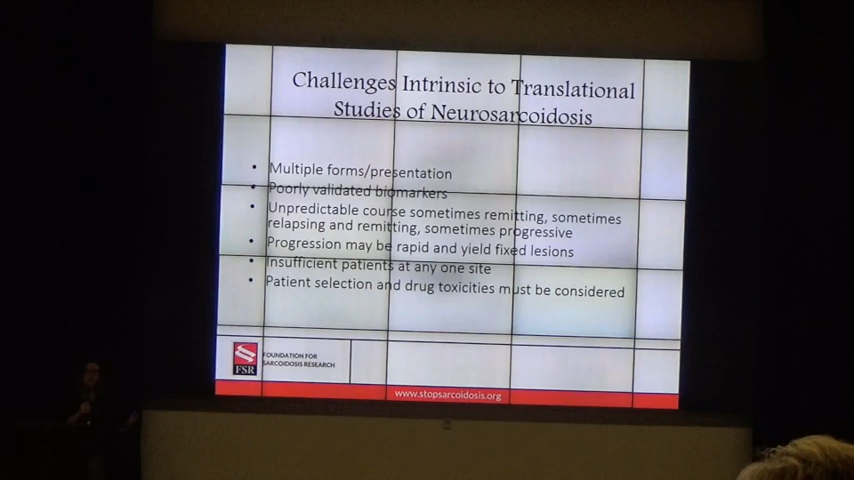 Challenges Intrinsic to Translational
Studies of Neurosarcoidosis
• Multiple forms/presentation
• Poorly validated biomarkers
• Unpredictable course sometimes remitting, sometimes
relapsing and remitting, sometimes progressive
• Progression may be rapid and yield fixed lesions
• Insufficient patients at any one site
• Patient selection and drug toxicities must be considered
FSR
FOUNDATION FOR
SARCOIDOSIS RESEARCH
www.stopsarcoidosis.org